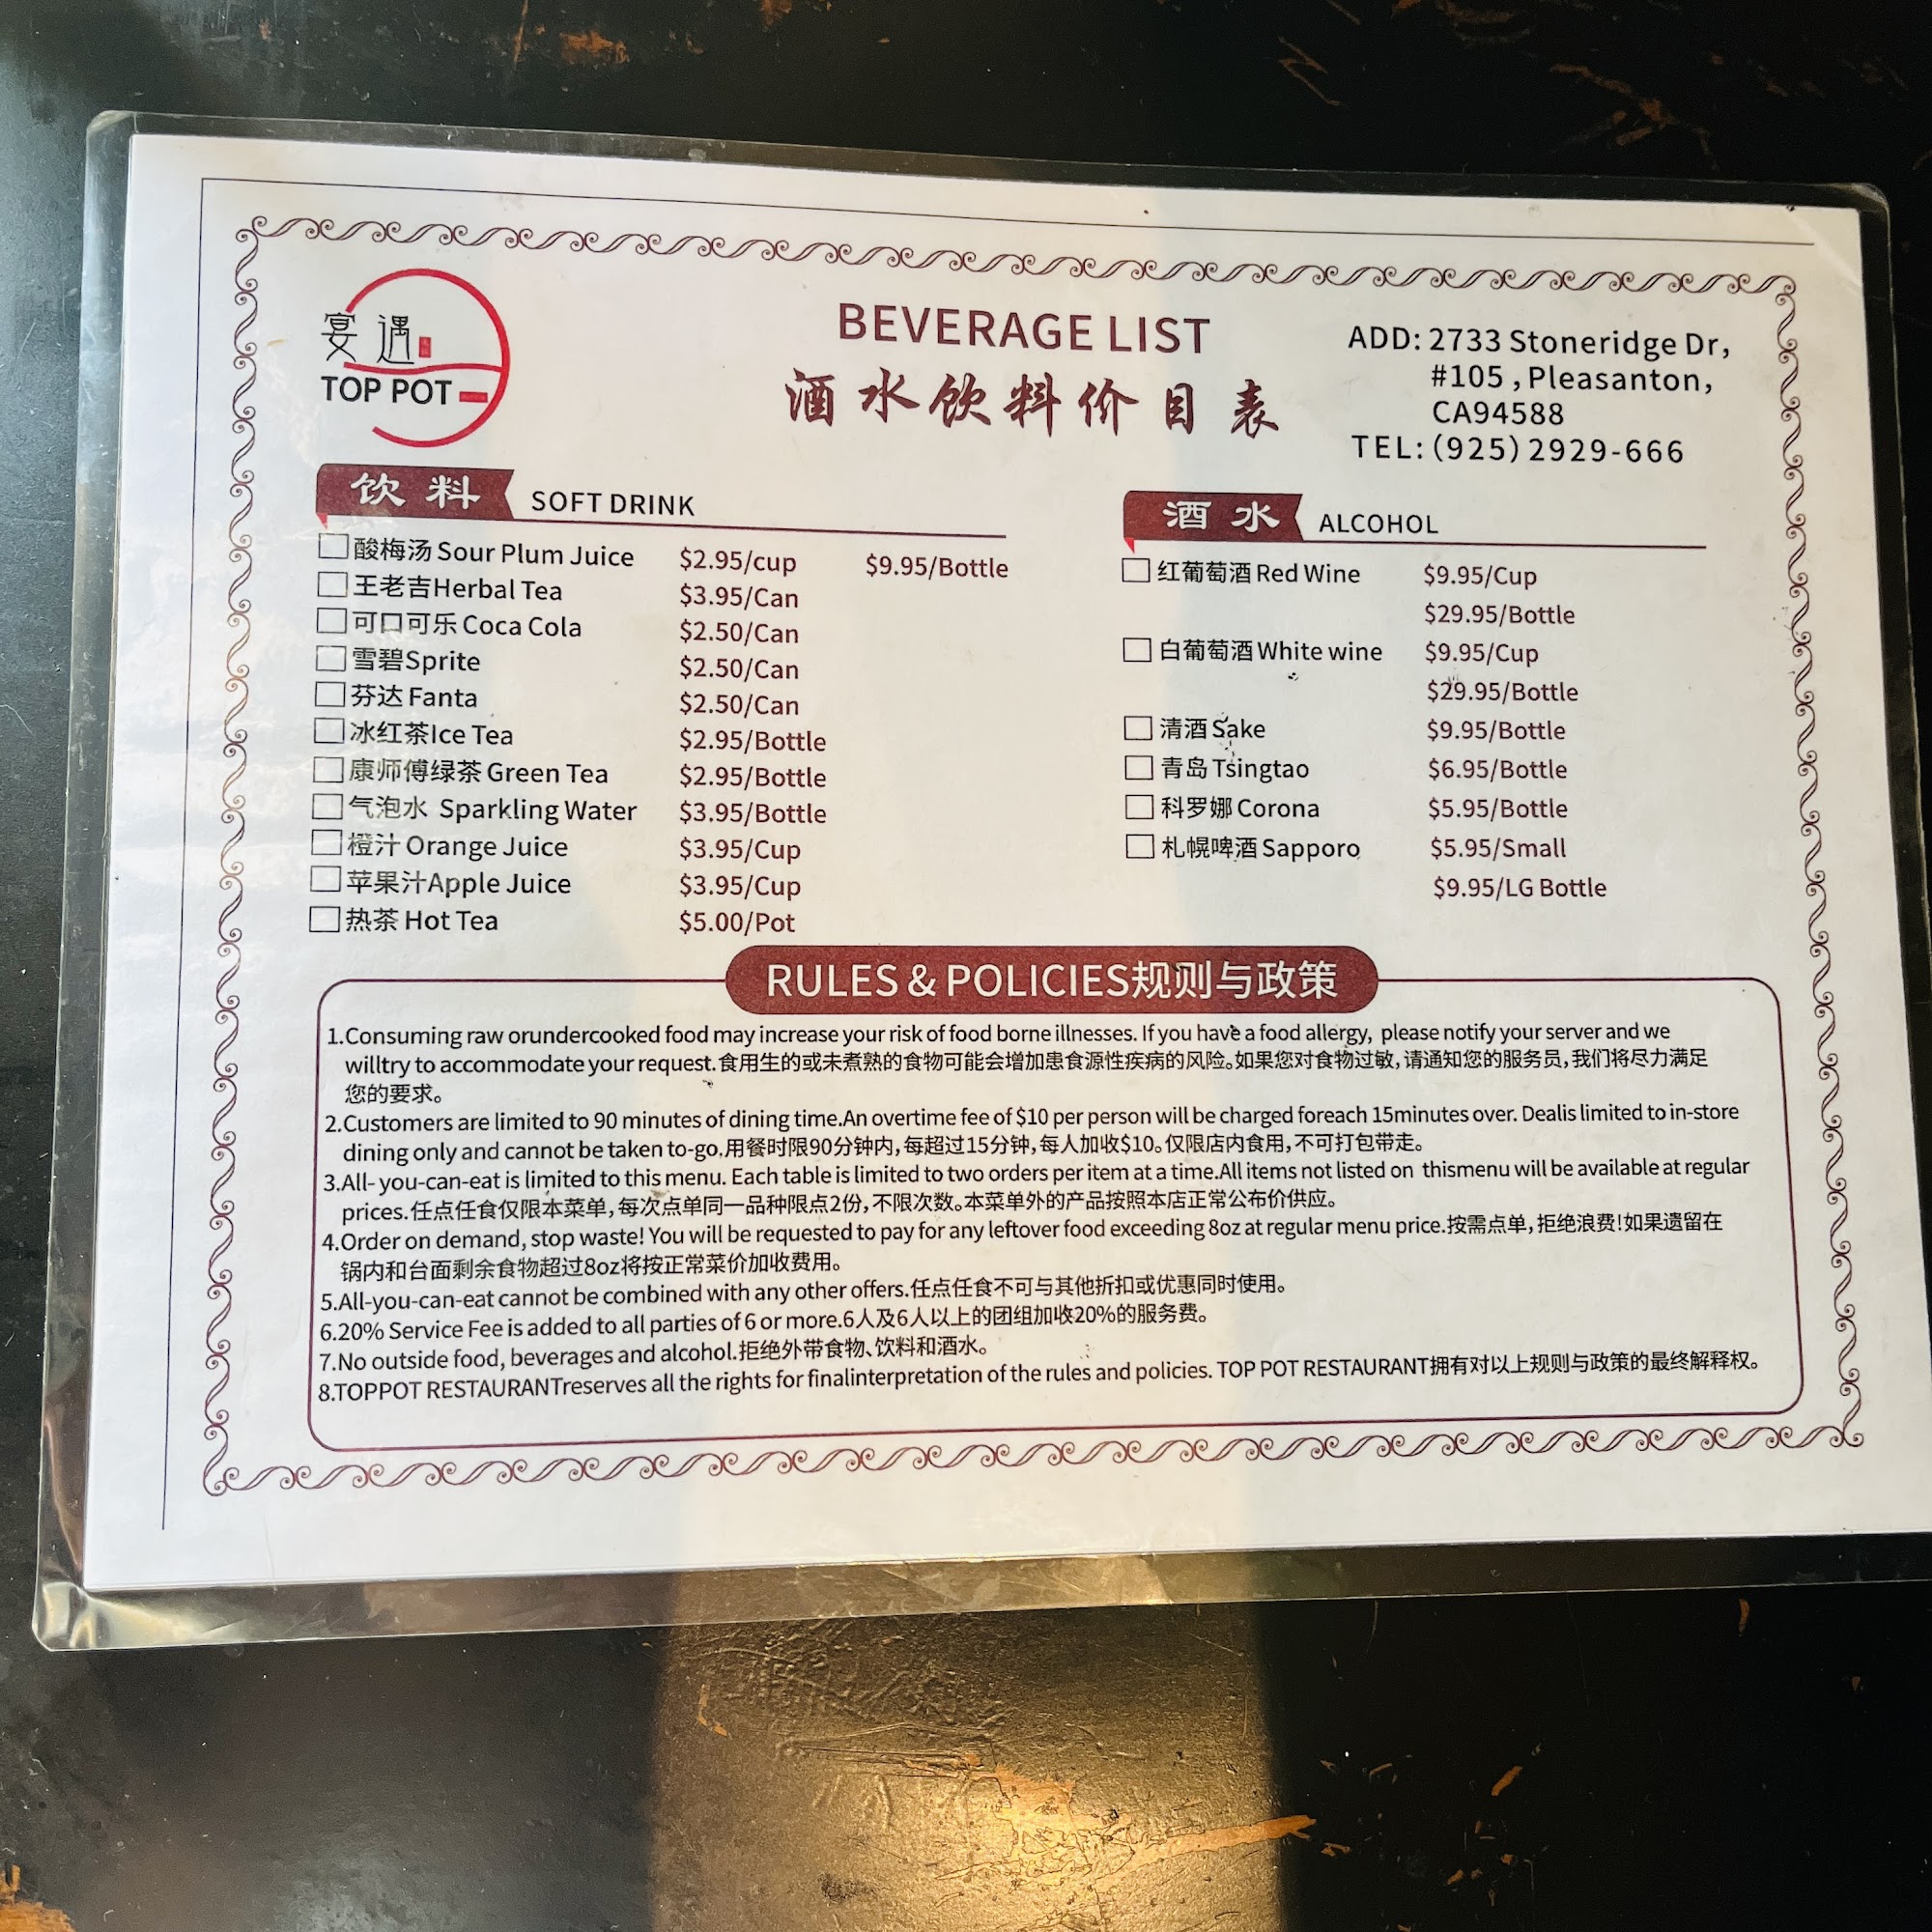 宴遇
TOP POT
BEVERAGE LIST
酒水饮料价目表
ADD: 2733 Stoneridge Dr,
#105 , Pleasanton,
CA94588
TEL: (925) 2929-666
饮料 SOFT DRINK
酸梅汤 Sour Plum Juice $2.95/cup $9.95/Bottle
王老吉Herbal Tea $3.95/Can
可口可乐 Coca Cola $2.50/Can
雪碧Sprite $2.50/Can
芬达 Fanta $2.50/Can
冰红茶Ice Tea $2.95/Bottle
康师傅绿茶 Green Tea $2.95/Bottle
气泡水 Sparkling Water $3.95/Bottle
橙汁 Orange Juice $3.95/Cup
苹果汁Apple Juice $3.95/Cup
热茶 Hot Tea $5.00/Pot
酒水 ALCOHOL
红葡萄酒 Red Wine $9.95/Cup
$29.95/Bottle
白葡萄酒 White wine $9.95/Cup
$29.95/Bottle
清酒 Sake $9.95/Bottle
青岛 Tsingtao $6.95/Bottle
科罗娜 Corona $5.95/Bottle
札幌啤酒 Sapporo $5.95/Small
$9.95/LG Bottle
RULES & POLICIES规则与政策
1.Consuming raw orundercooked food may increase your risk of food borne illnesses. If you have a food allergy, please notify your server and we
willtry to accommodate your request.食用生的或未煮熟的食物可能会增加患食源性疾病的风险。如果您对食物过敏,请通知您的服务员,我们将尽力满足
您的要求。
2.Customers are limited to 90 minutes of dining time.An overtime fee of $10 per person will be charged foreach 15minutes over. Dealis limited to in-store
dining only and cannot be taken to-go.用餐时限90分钟内,每超过15分钟,每人加收$10。仅限店内食用,不可打包带走。
3.All- you-can-eat is limited to this menu. Each table is limited to two orders per item at a time.All items not listed on thismenu will be available at regular
prices.任点任食仅限本菜单,每次点单同一品种限点2份,不限次数。本菜单外的产品按照本店正常公布价供应。
4.Order on demand, stop waste! You will be requested to pay for any leftover food exceeding 8oz at regular menu price.按需点单,拒绝浪费!如果遗留在
锅内和台面剩余食物超过8oz将按正常菜价加收费用。
5.All-you-can-eat cannot be combined with any other offers.任点任食不可与其他折扣或优惠同时使用。
6.20% Service Fee is added to all parties of 6 or more.6人及6人以上的团组加收20%的服务费。
7.No outside food, beverages and alcohol.拒绝外带食物、饮料和酒水。
8.TOPPOT RESTAURANTreserves all the rights for finalinterpretation of the rules and policies. TOP POT RESTAURANT拥有对以上规则与政策的最终解释权。